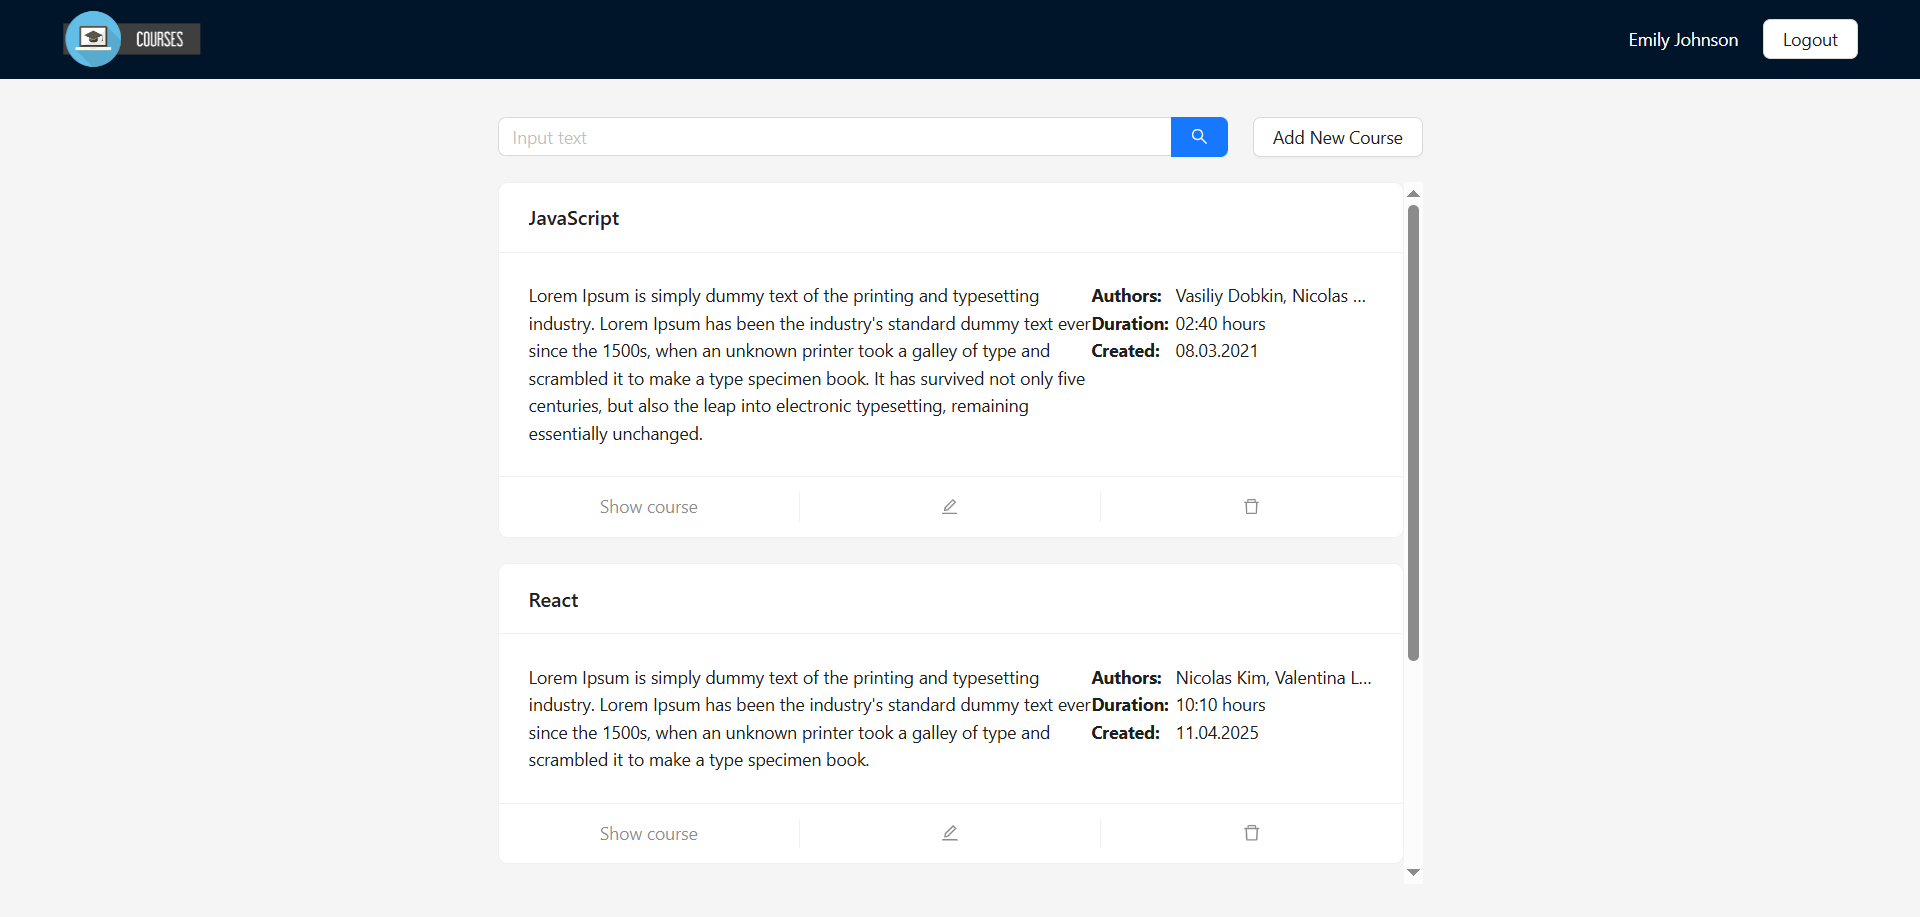 COURSES
Emily Johnson
Logout
Input text
Add New Course
JavaScript
Lorem Ipsum is simply dummy text of the printing and typesetting
industry. Lorem Ipsum has been the industry's standard dummy text ever
since the 1500s, when an unknown printer took a galley of type and
scrambled it to make a type specimen book. It has survived not only five
centuries, but also the leap into electronic typesetting, remaining
essentially unchanged.
Authors: Vasiliy Dobkin, Nicolas ...
Duration: 02:40 hours
Created: 08.03.2021
Show course
React
Lorem Ipsum is simply dummy text of the printing and typesetting
industry. Lorem Ipsum has been the industry's standard dummy text ever
since the 1500s, when an unknown printer took a galley of type and
scrambled it to make a type specimen book.
Authors: Nicolas Kim, Valentina L...
Duration: 10:10 hours
Created: 11.04.2025
Show course